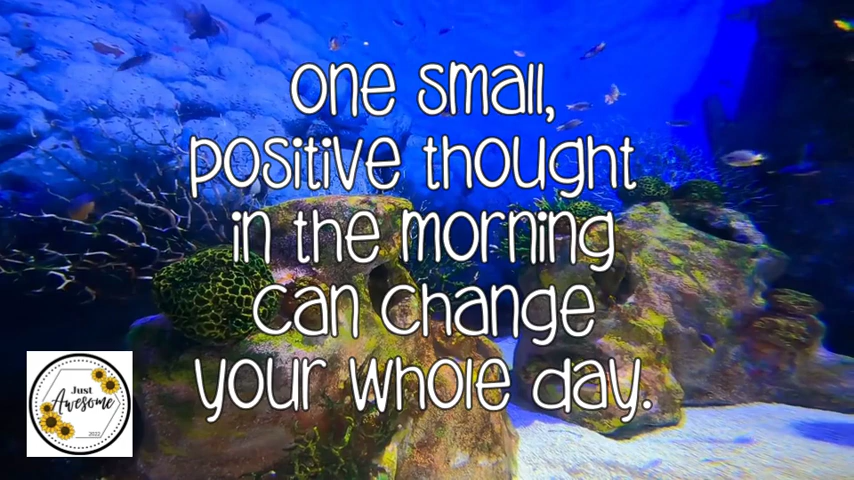 one small,
positive thought
in the morning
can change
your whole day.
Just
Awesome
2022